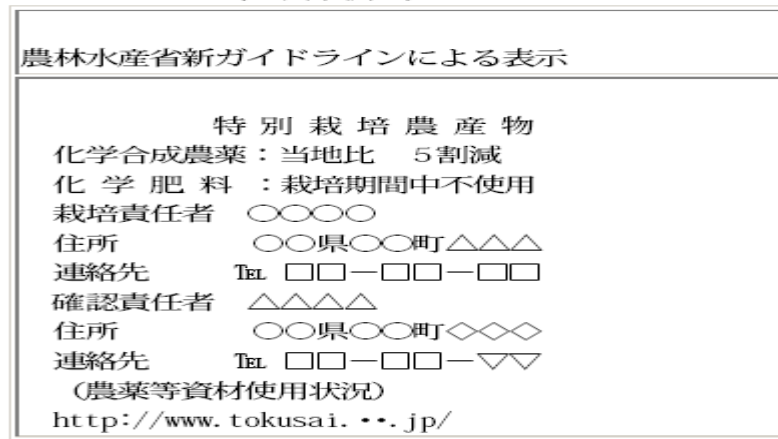 農林水産省新ガイドラインによる表示
特別栽培農産物
化学合成農薬：当地比　５割減
化学肥料：栽培期間中不使用
栽培責任者　○○○○
住所　○○県○○町△△△
連絡先　℡ □□－□□－□□
確認責任者　△△△△
住所　○○県○○町◇◇◇
連絡先　℡ □□－□□－▽▽
（農薬等資材使用状況）
http://www.tokusai.・・.jp/